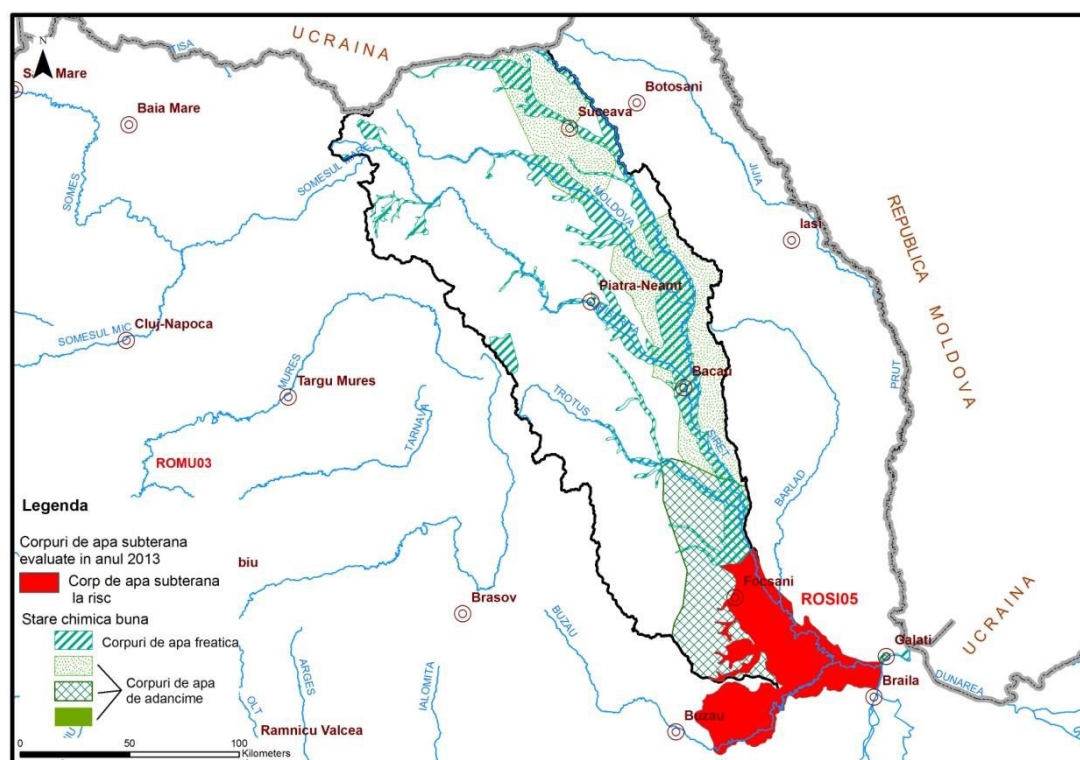 UCRAINA
N
TISA
Mare
Botosani
Baia Mare
Suceava
SOMESUL MARE
SOMES
JIJIA
MOLDOVA
Iasi
REPUBLICA MOLDOVA
Piatra-Neamt
Cluj-Napoca
SOMESUL MIC
PRUT
Bacau
Targu Mures
MURES
TROTUS
TARNAVA
SIRET
ROMU03
BARLAD
Legenda
Corpuri de apa subterana
evaluate in anul 2013
biu
Corp de apa subterana
la risc
Focsani
ROSI05
UCRAINA
Brasov
BUZAU
Stare chimica buna
Corpuri de apa freatica
Galati
Corpuri de apa
de adancime
DUNAREA
Braila
OLT
ARGES
IALOMITA
Buzau
Ramnicu Valcea
0 50 100
Kilometers